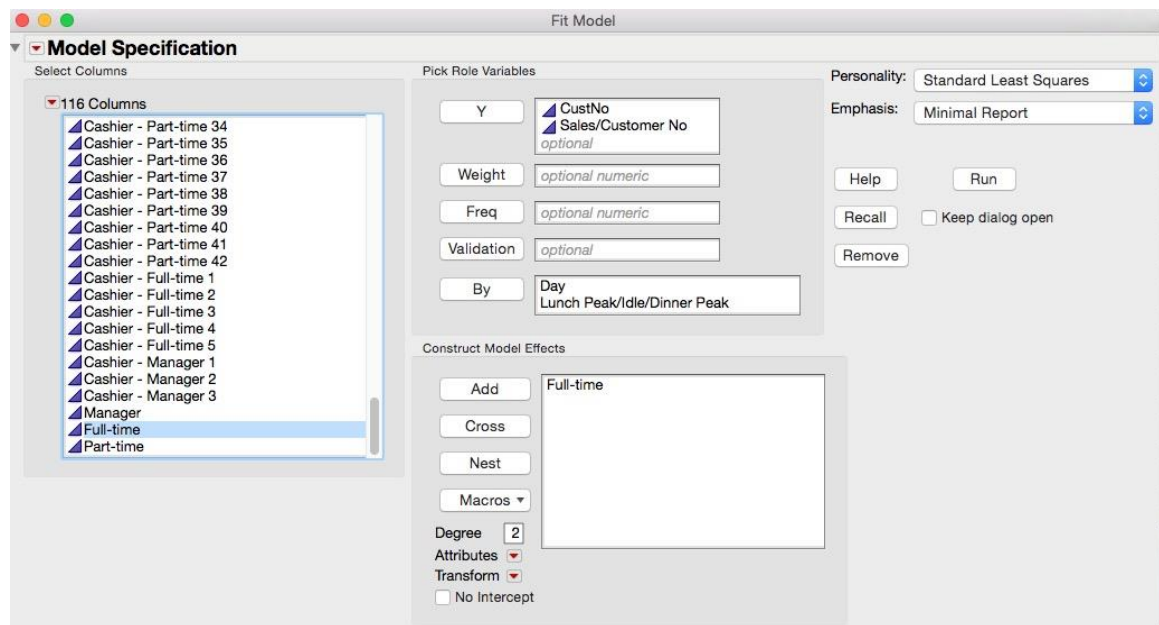 Fit Model
Model Specification
Select Columns
116 Columns
Cashier - Part-time 34
Cashier - Part-time 35
Cashier - Part-time 36
Cashier - Part-time 37
Cashier - Part-time 38
Cashier - Part-time 39
Cashier - Part-time 40
Cashier - Part-time 41
Cashier - Part-time 42
Cashier - Full-time 1
Cashier - Full-time 2
Cashier - Full-time 3
Cashier - Full-time 4
Cashier - Full-time 5
Cashier - Manager 1
Cashier - Manager 2
Cashier - Manager 3
Manager
Full-time
Part-time
Pick Role Variables
Y
CustNo
Sales/Customer No
optional
Weight
optional numeric
Freq
optional numeric
Validation
optional
By
Day
Lunch Peak/Idle/Dinner Peak
Construct Model Effects
Add
Full-time
Cross
Nest
Macros
Degree 2
Attributes
Transform
No Intercept
Personality: Standard Least Squares
Emphasis: Minimal Report
Help
Run
Recall
Keep dialog open
Remove